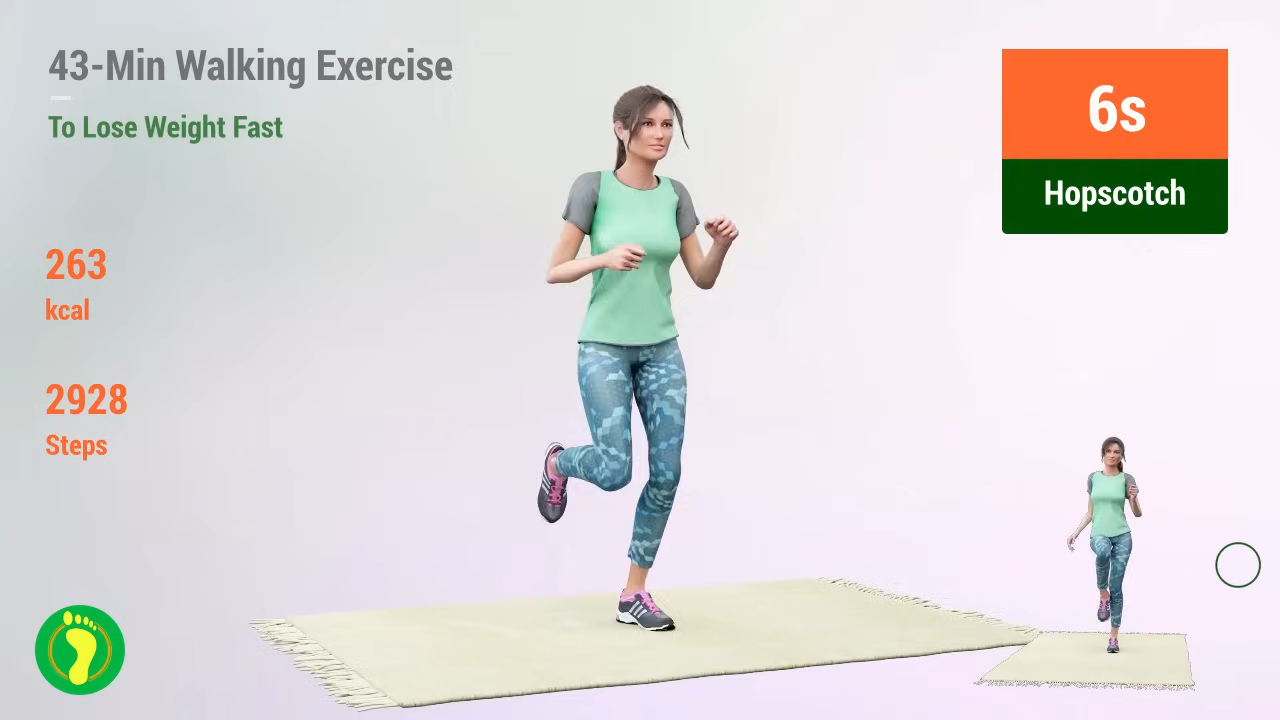 43-Min Walking Exercise
To Lose Weight Fast
6s
Hopscotch
263
kcal
2928
Steps